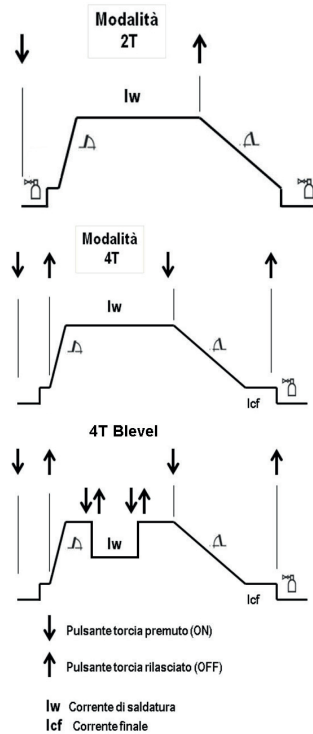 Modalità
2T
Iw
Modalità
4T
Iw
Icf
4T Blevel
Iw
Icf
Pulsante torcia premuto (ON)
Pulsante torcia rilasciato (OFF)
Iw Corrente di saldatura
Icf Corrente finale